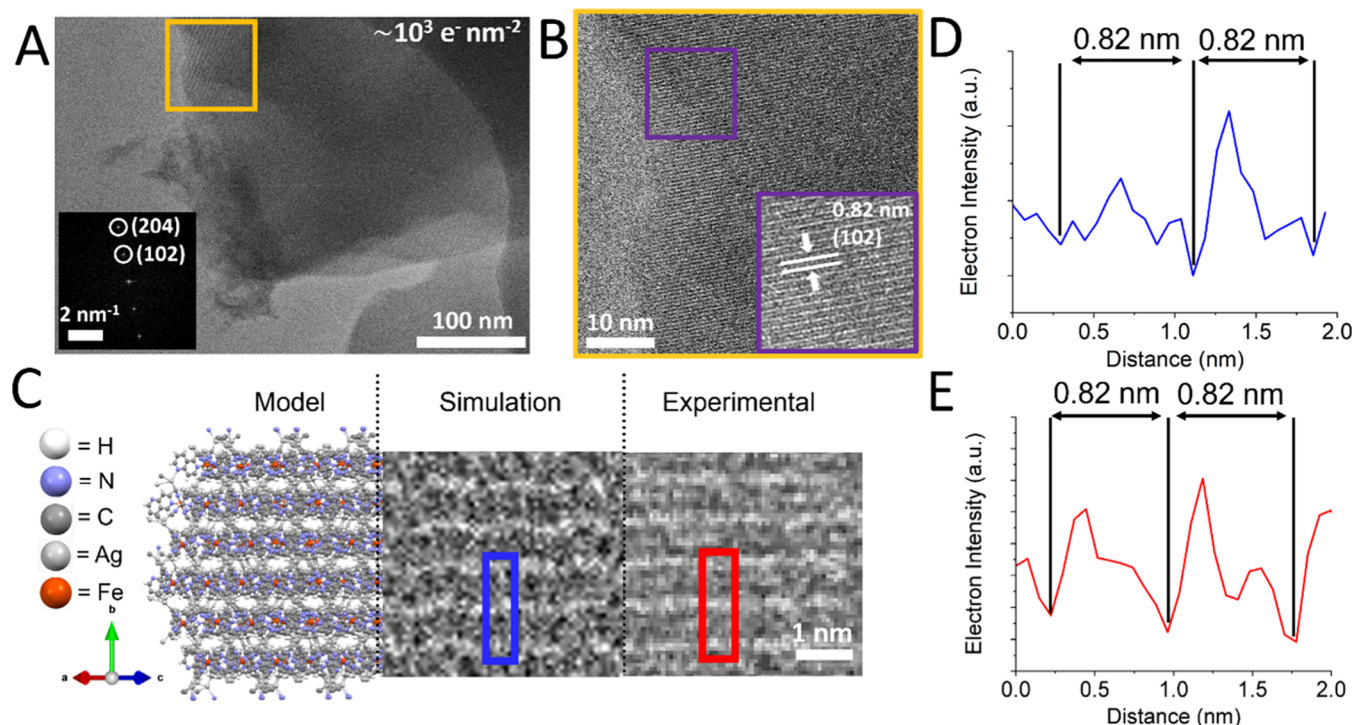 A
~10³ e⁻ nm⁻²
(204)
(102)
2 nm⁻¹
100 nm
B
0.82 nm
(102)
10 nm
C
Model
Simulation
Experimental
= H
= N
= C
= Ag
= Fe
b
a
c
1 nm
D
0.82 nm
0.82 nm
Electron Intensity (a.u.)
0.0
0.5
1.0
1.5
2.0
Distance (nm)
E
0.82 nm
0.82 nm
Electron Intensity (a.u.)
0.0
0.5
1.0
1.5
2.0
Distance (nm)